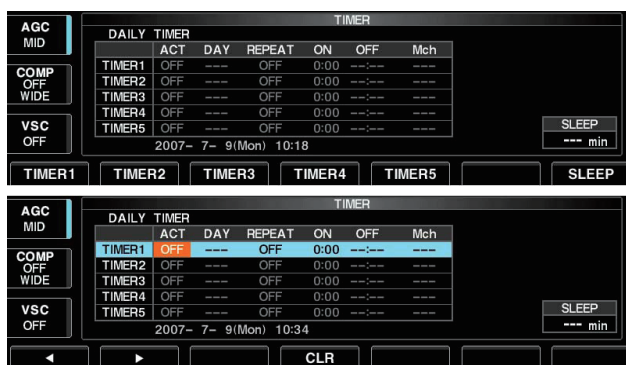 TIMER
AGC
MID
COMP
OFF
WIDE
VSC
OFF
DAILY TIMER
ACT DAY REPEAT ON OFF Mch
TIMER1 OFF --- OFF 0:00 --:-- ---
TIMER2 OFF --- OFF 0:00 --:-- ---
TIMER3 OFF --- OFF 0:00 --:-- ---
TIMER4 OFF --- OFF 0:00 --:-- ---
TIMER5 OFF --- OFF 0:00 --:-- ---
2007- 7- 9(Mon) 10:18
SLEEP
--- min
TIMER1 TIMER2 TIMER3 TIMER4 TIMER5 SLEEP
TIMER
AGC
MID
COMP
OFF
WIDE
VSC
OFF
DAILY TIMER
ACT DAY REPEAT ON OFF Mch
TIMER1 OFF --- OFF 0:00 --:-- ---
TIMER2 OFF --- OFF 0:00 --:-- ---
TIMER3 OFF --- OFF 0:00 --:-- ---
TIMER4 OFF --- OFF 0:00 --:-- ---
TIMER5 OFF --- OFF 0:00 --:-- ---
2007- 7- 9(Mon) 10:34
SLEEP
--- min
◄ ► CLR